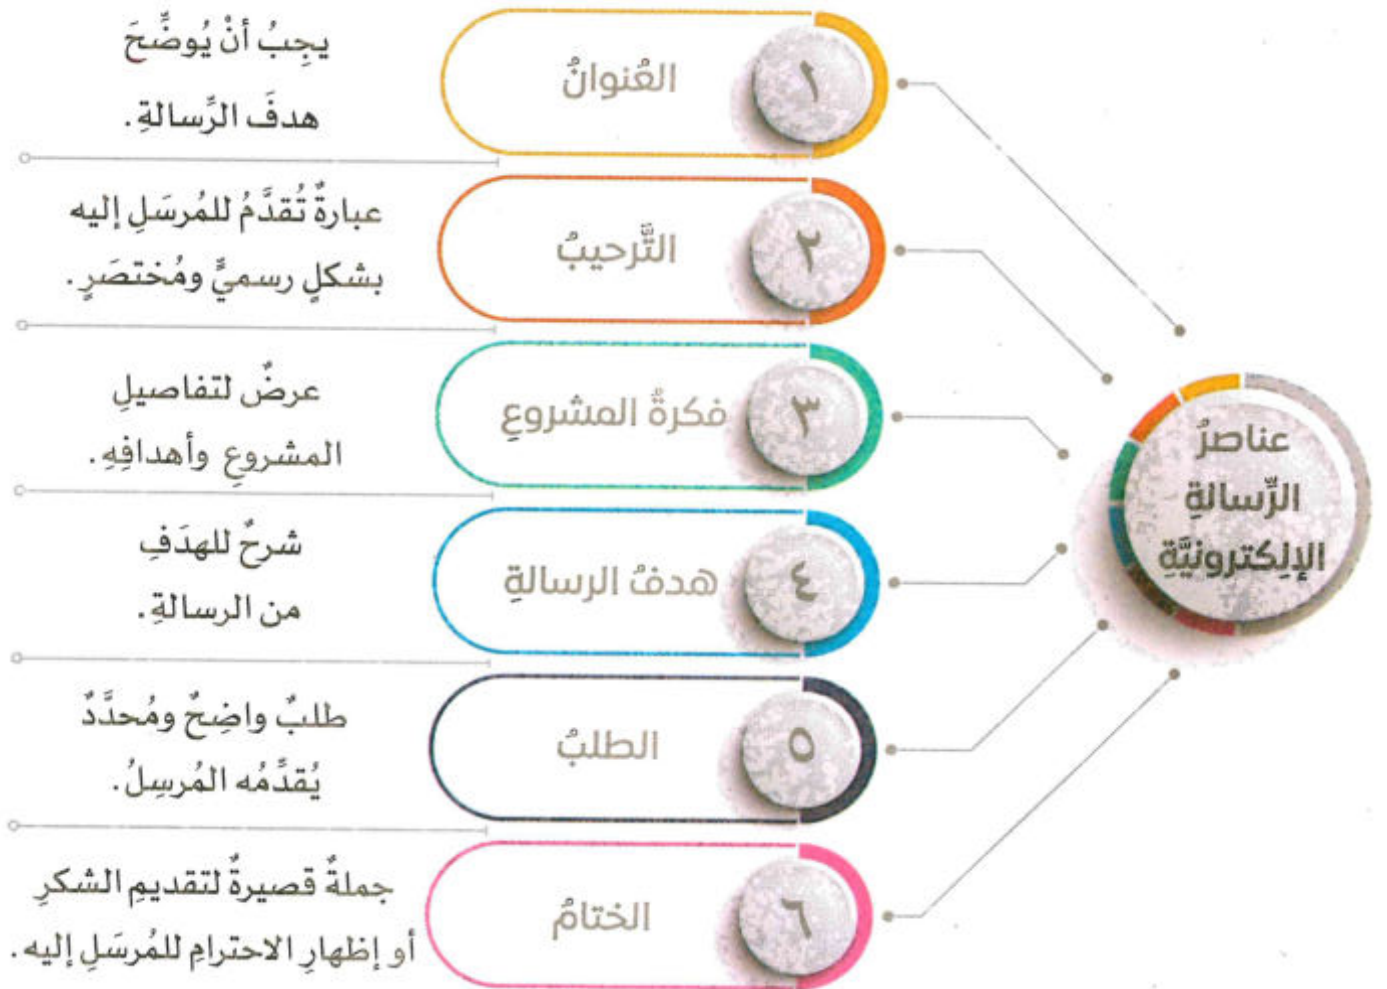 عناصرُ
الرِّسالةِ
الإلِكترونيَّةِ
١
العُنوانُ
يجِبُ أنْ يُوضِّحَ
هدفَ الرِّسالةِ.
٢
التَّرحيبُ
عبارةٌ تُقدَّمُ للمُرسَلِ إليه
بشكلٍ رسميٍّ ومُختصَرٍ.
٣
فكرةُ المشروعِ
عرضٌ لتفاصيلِ
المشروعِ وأهدافِهِ.
٤
هدفُ الرسالةِ
شرحٌ للهدَفِ
من الرسالةِ.
٥
الطلبُ
طلبٌ واضِحٌ ومُحدَّدٌ
يُقدِّمُه المُرسِلُ.
٦
الختامُ
جملةٌ قصيرةٌ لتقديمِ الشكرِ
أو إظهارِ الاحترامِ للمُرسَلِ إليه.